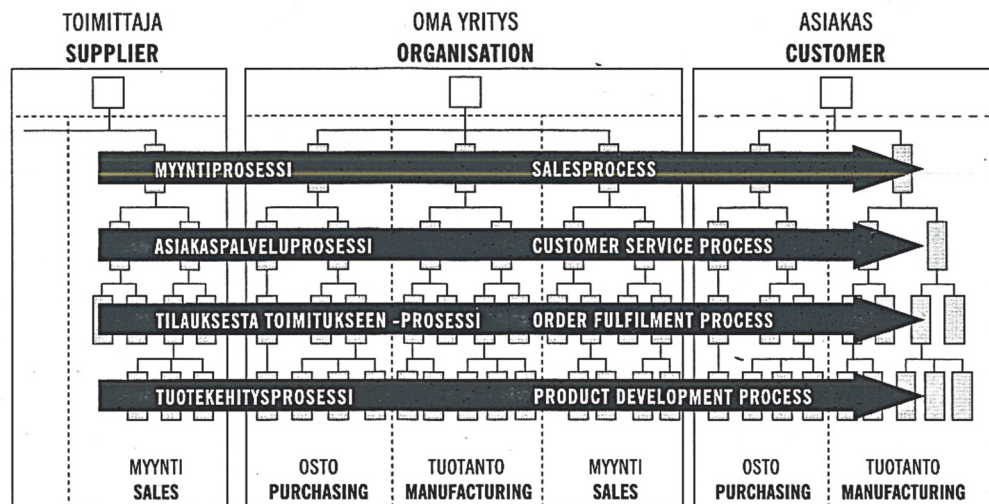 TOIMITTAJA
SUPPLIER
OMA YRITYS
ORGANISATION
ASIAKAS
CUSTOMER
MYYNTIPROSESSI SALESPROCESS
ASIAKASPALVELUPROSESSI CUSTOMER SERVICE PROCESS
TILAUKSESTA TOIMITUKSEEN -PROSESSI ORDER FULFILMENT PROCESS
TUOTEKEHITYSPROSESSI PRODUCT DEVELOPMENT PROCESS
MYYNTI
SALES
OSTO
PURCHASING
TUOTANTO
MANUFACTURING
MYYNTI
SALES
OSTO
PURCHASING
TUOTANTO
MANUFACTURING